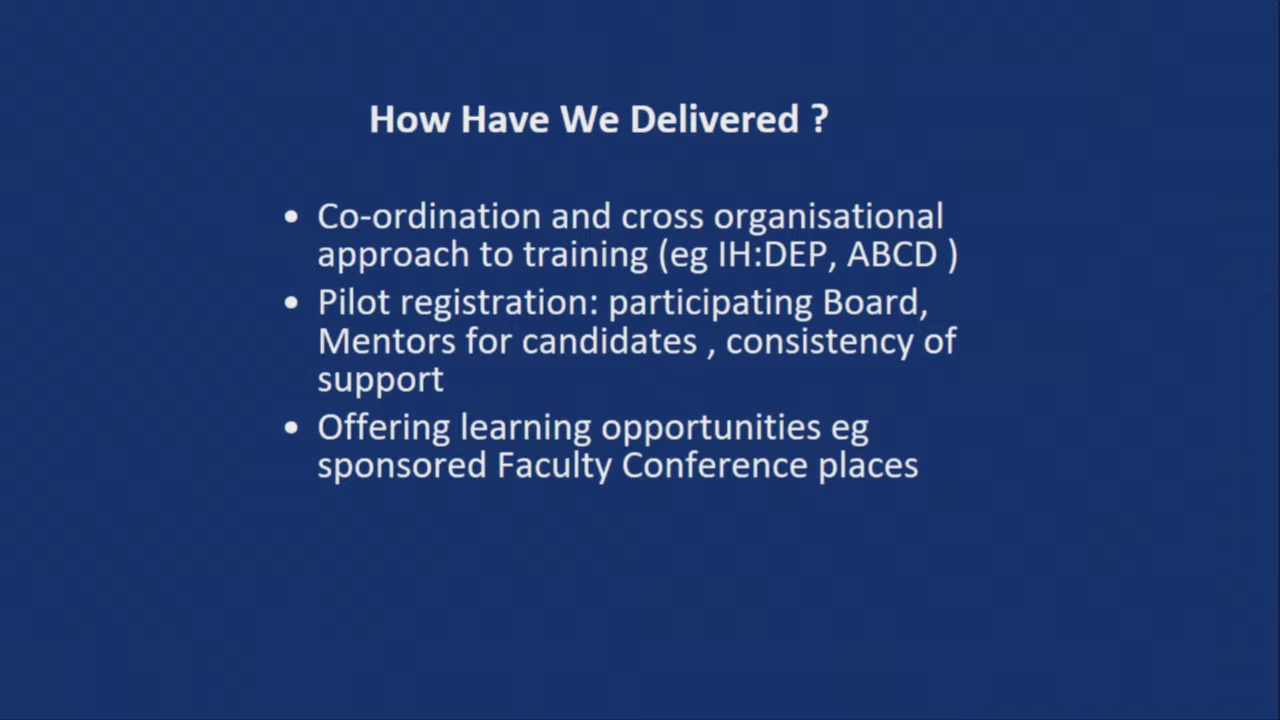 How Have We Delivered ?
• Co-ordination and cross organisational
approach to training (eg IH:DEP, ABCD )
• Pilot registration: participating Board,
Mentors for candidates , consistency of
support
• Offering learning opportunities eg
sponsored Faculty Conference places